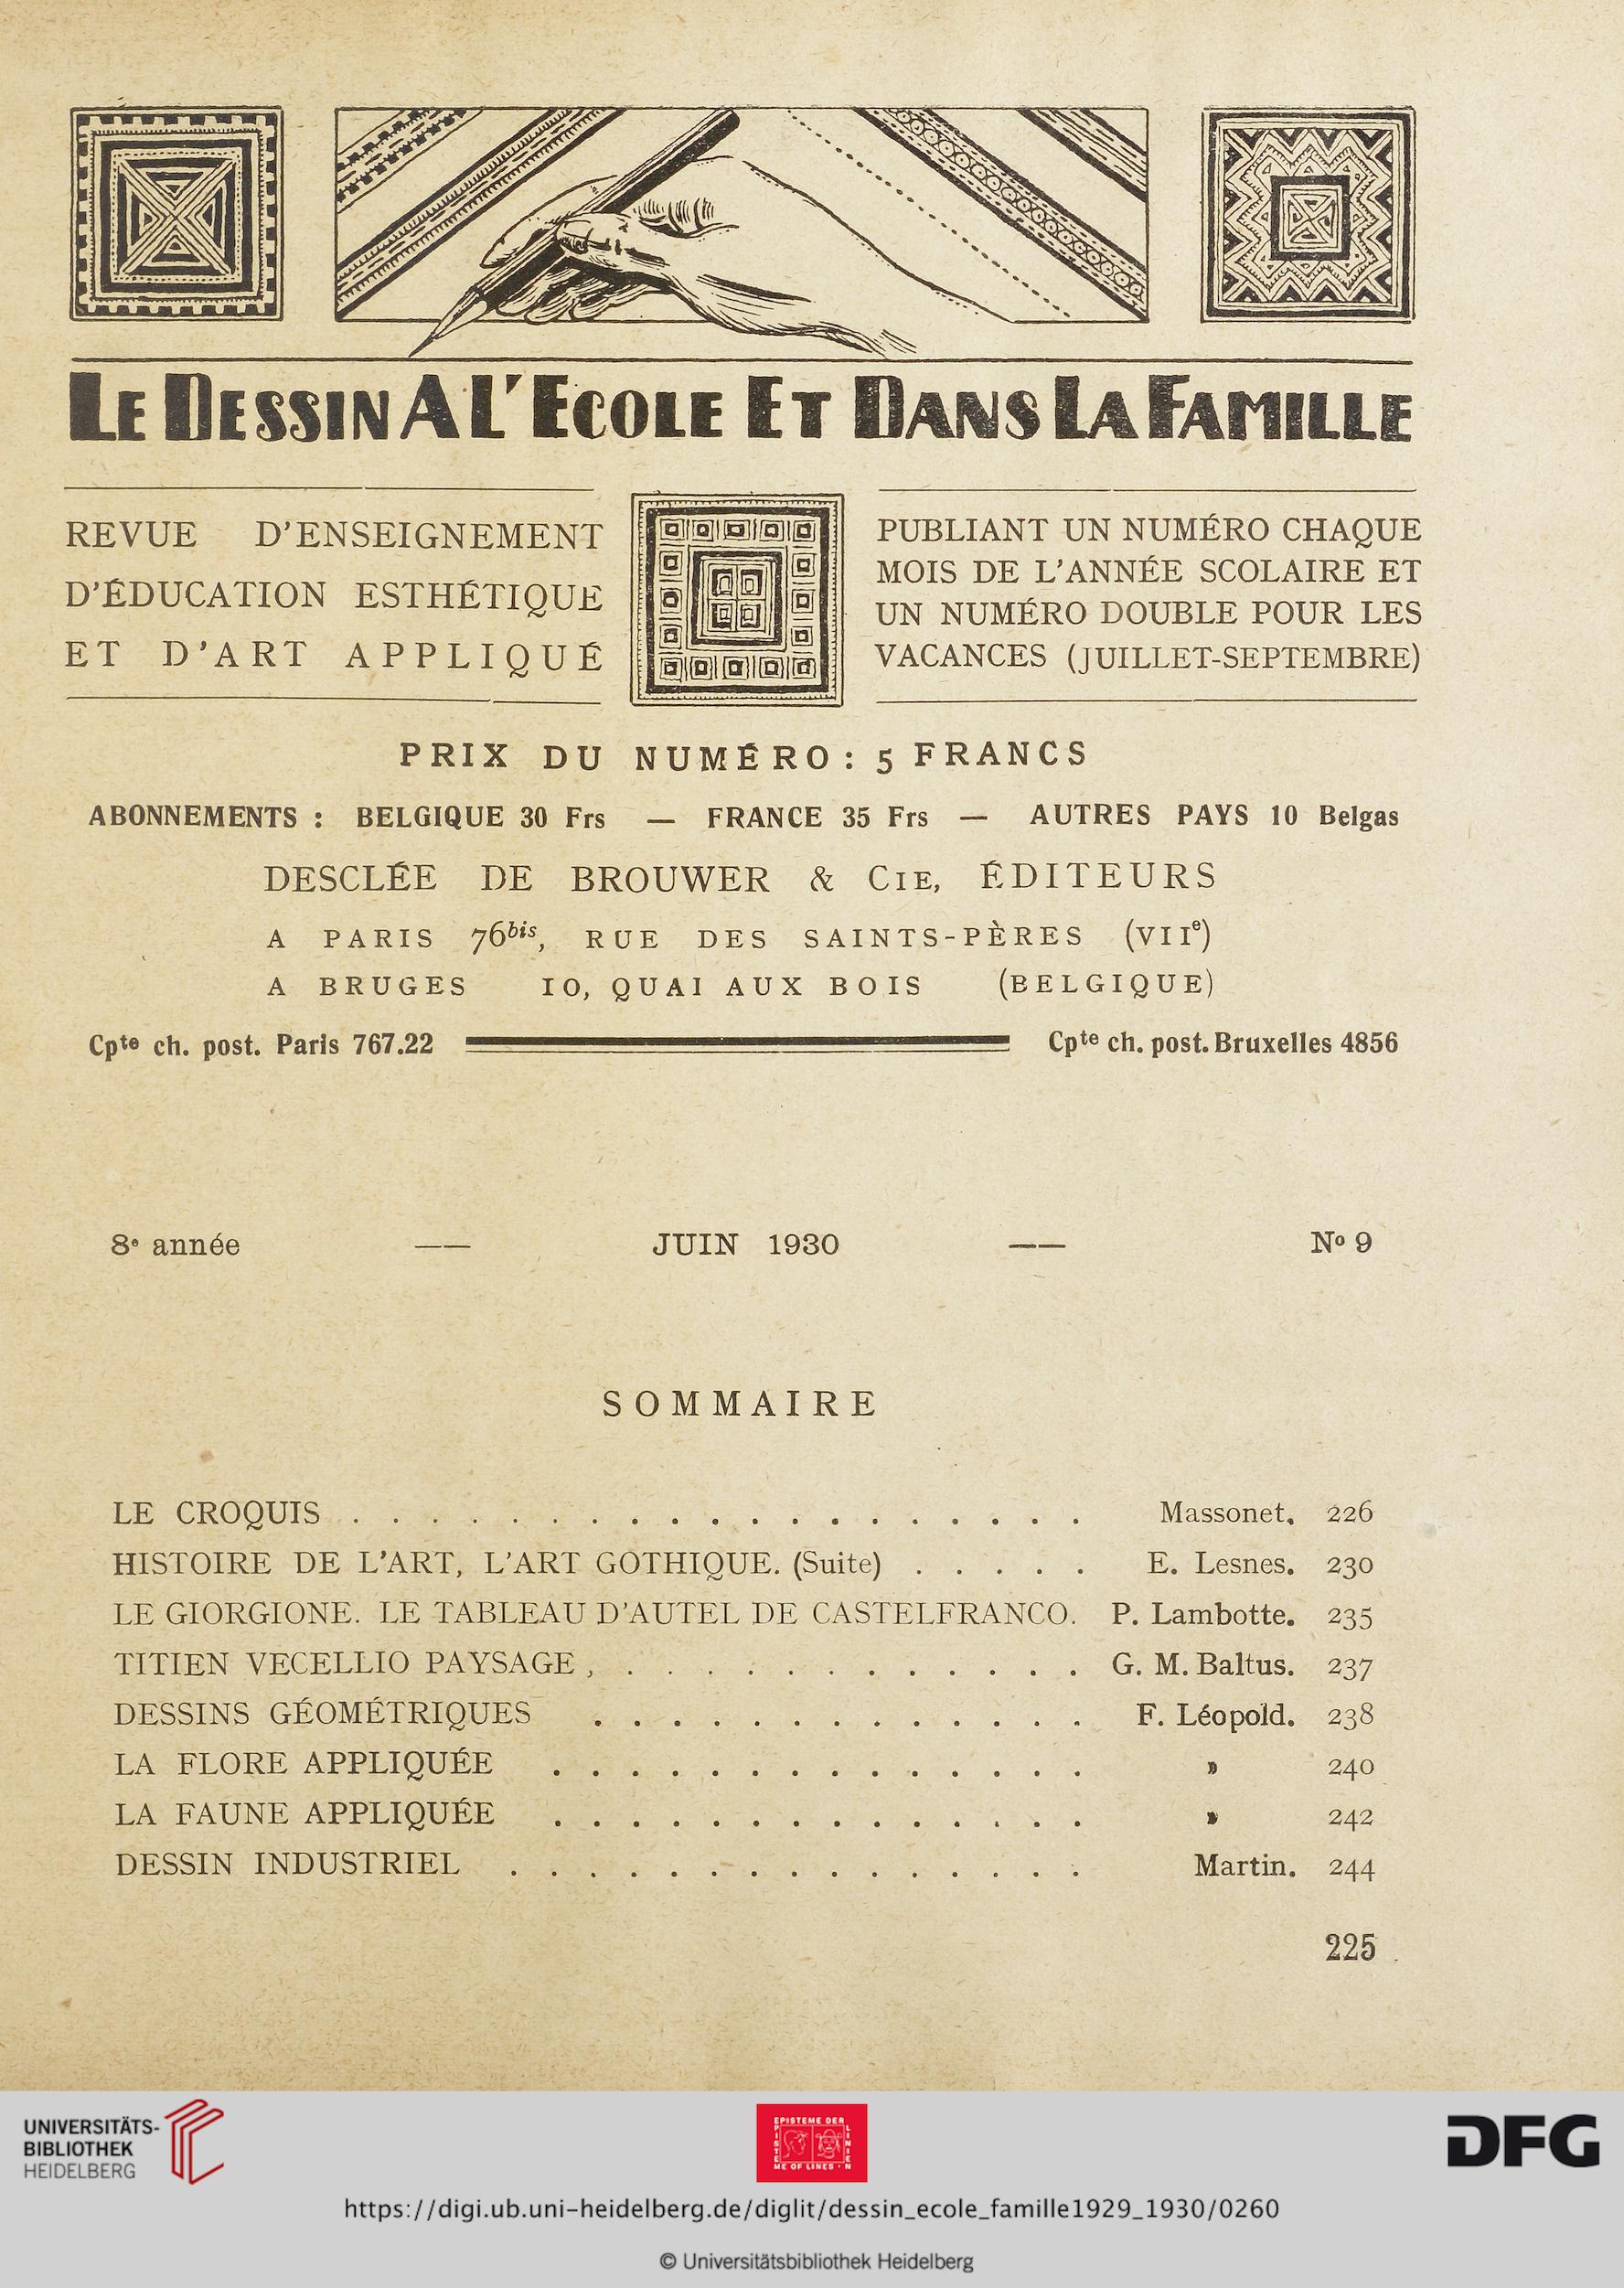 LE DESSIN A L'ECOLE ET DANS LA FAMILLE
REVUE D'ENSEIGNEMENT
D'ÉDUCATION ESTHÉTIQUE
ET D'ART APPLIQUÉ
PUBLIANT UN NUMÉRO CHAQUE
MOIS DE L'ANNÉE SCOLAIRE ET
UN NUMÉRO DOUBLE POUR LES
VACANCES (JUILLET-SEPTEMBRE)
PRIX DU NUMÉRO: 5 FRANCS
ABONNEMENTS : BELGIQUE 30 Frs — FRANCE 35 Frs — AUTRES PAYS 10 Belgas
DESCLÉE DE BROUWER & CIE, ÉDITEURS
A PARIS 76bis, RUE DES SAINTS-PÈRES (VIIe)
A BRUGES 10, QUAI AUX BOIS (BELGIQUE)
Cpte ch. post. Paris 767.22 Cpte ch. post. Bruxelles 4856
8e année — — JUIN 1930 — — No 9
SOMMAIRE
LE CROQUIS . . . . . . . . . . . . . . . . . . . Massonet. 226
HISTOIRE DE L'ART, L'ART GOTHIQUE. (Suite) . . . . . E. Lesnes. 230
LE GIORGIONE. LE TABLEAU D'AUTEL DE CASTELFRANCO. P. Lambotte. 235
TITIEN VECELLIO PAYSAGE , . . . . . . . . . . . . G. M. Baltus. 237
DESSINS GÉOMÉTRIQUES . . . . . . . . . . . . . F. Léopold. 238
LA FLORE APPLIQUÉE . . . . . . . . . . . . . . » 240
LA FAUNE APPLIQUÉE . . . . . . . . . . . . . . » 242
DESSIN INDUSTRIEL . . . . . . . . . . . . . . . Martin. 244
225
UNIVERSITÄTS-
BIBLIOTHEK
HEIDELBERG
EPISTEME DER
LINIEN
EPISTE
ME OF LINES
DFG
https://digi.ub.uni-heidelberg.de/diglit/dessin_ecole_famille1929_1930/0260
© Universitätsbibliothek Heidelberg